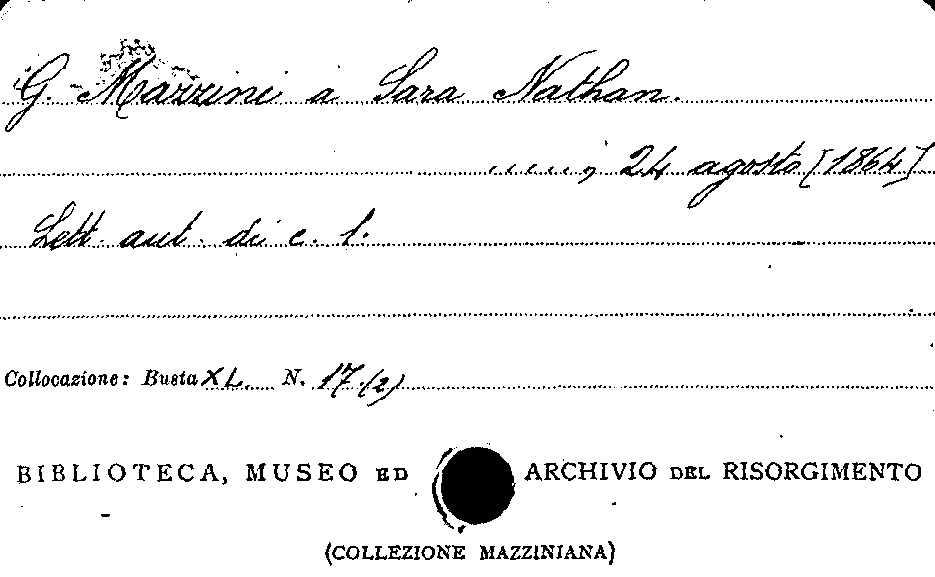 G. Mazzini a Sara Nathan.
....., 24 agosto [1864]
Lett. aut. di c. 1.
Collocazione: Busta XL. N. 17.(2)
BIBLIOTECA, MUSEO ED ARCHIVIO DEL RISORGIMENTO
(COLLEZIONE MAZZINIANA)